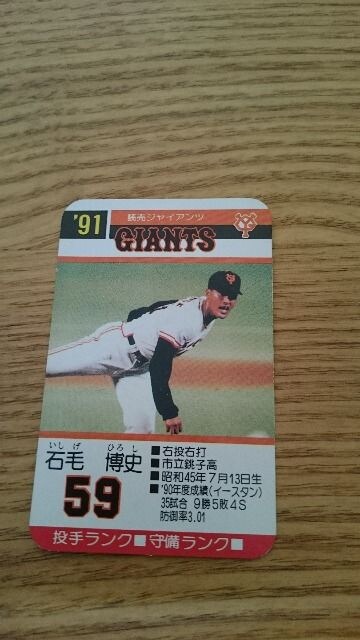 '91
読売ジャイアンツ
GIANTS
いしげ ひろし
石毛 博史
59
■右投右打
■市立銚子高
■昭和45年7月13日生
■'90年度成績(イースタン)
35試合 9勝5敗4S
防御率3.01
投手ランク■守備ランク■